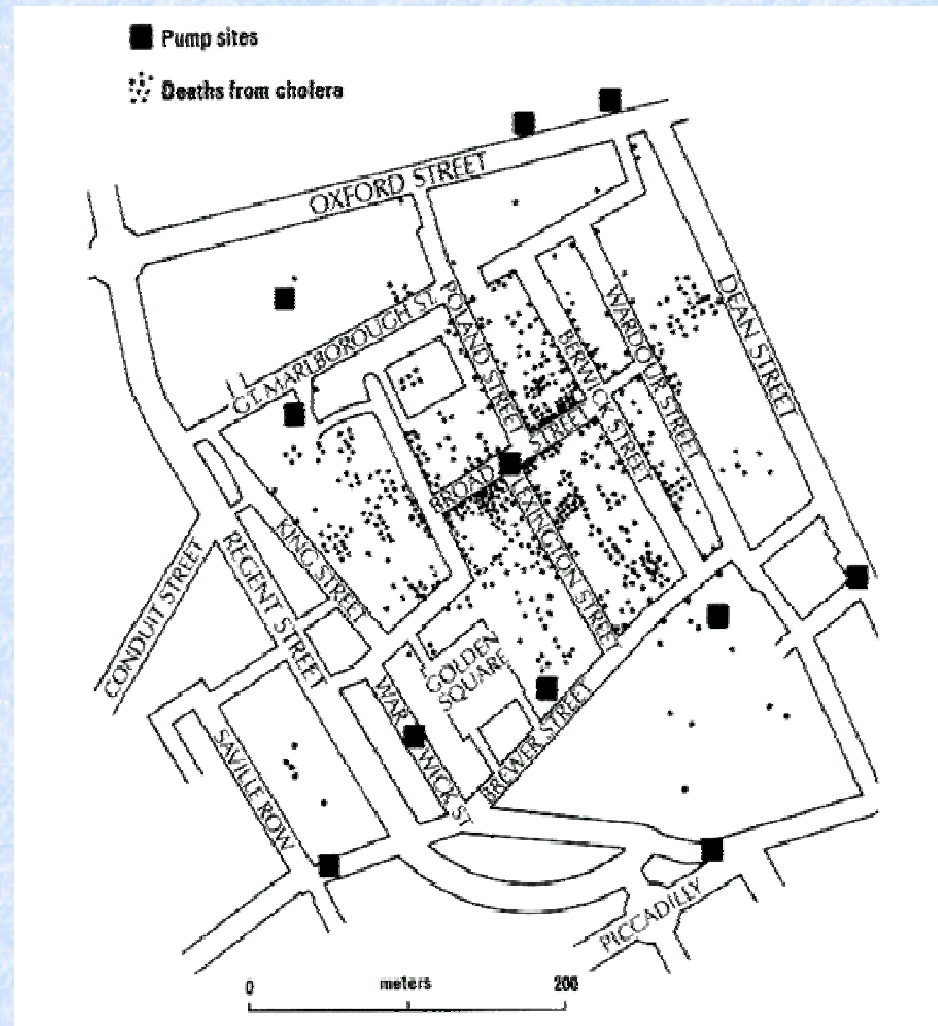 Pump sites
Deaths from cholera
OXFORD STREET
GT. MARLBOROUGH ST.
POLAND STREET
BERWICK STREET
WARDOUR STREET
DEAN STREET
BROAD STREET
LEXINGTON STREET
KING STREET
REGENT STREET
CONDUIT STREET
GOLDEN
SQUARE
WARWICK ST
BREWER STREET
SAVILLE ROW
PICCADILLY
0 meters 200